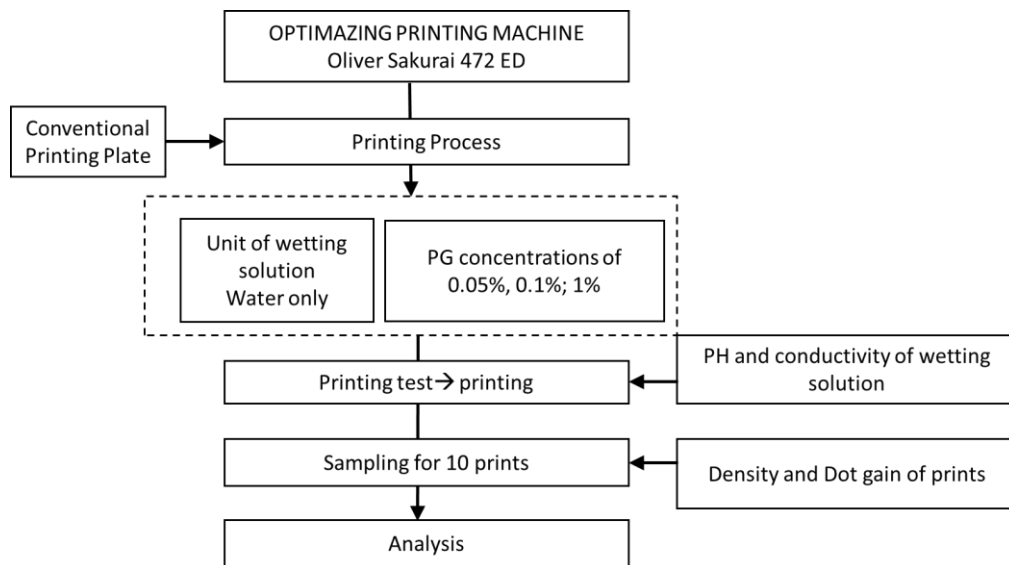 OPTIMAZING PRINTING MACHINE
Oliver Sakurai 472 ED
Conventional
Printing Plate
Printing Process
Unit of wetting
solution
Water only
PG concentrations of
0.05%, 0.1%; 1%
PH and conductivity of wetting
solution
Printing test→ printing
Sampling for 10 prints
Density and Dot gain of prints
Analysis